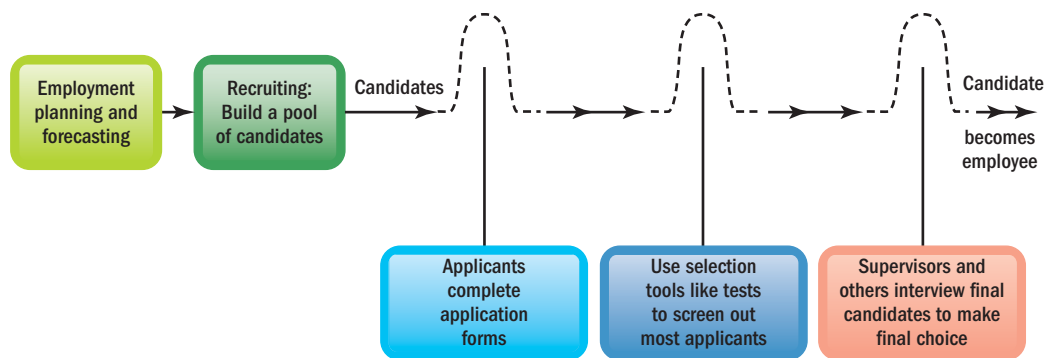 Employment
planning and
forecasting
Recruiting:
Build a pool
of candidates
Candidates
Applicants
complete
application
forms
Use selection
tools like tests
to screen out
most applicants
Supervisors and
others interview final
candidates to make
final choice
Candidate
becomes
employee